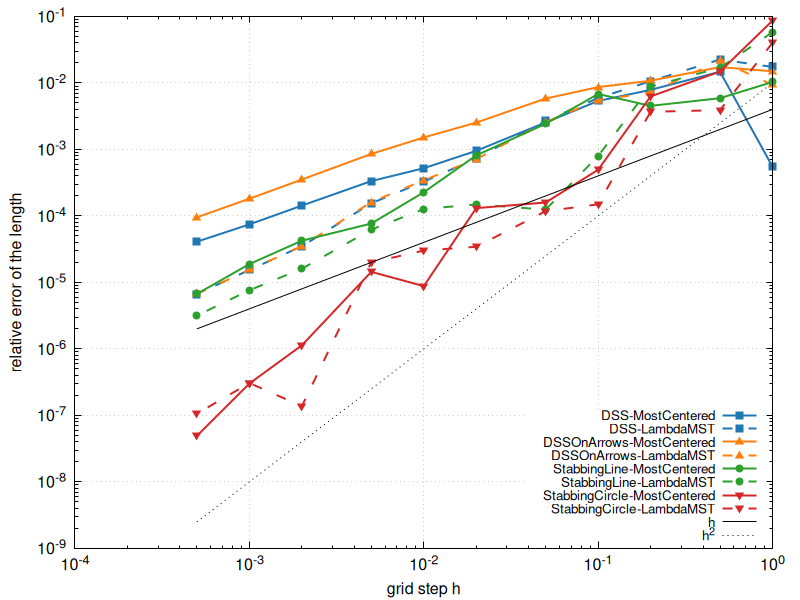 10^-1
10^-2
10^-3
10^-4
10^-5
10^-6
10^-7
10^-8
10^-9
relative error of the length
DSS-MostCentered
DSS-LambdaMST
DSSOnArrows-MostCentered
DSSOnArrows-LambdaMST
StabbingLine-MostCentered
StabbingLine-LambdaMST
StabbingCircle-MostCentered
StabbingCircle-LambdaMST
h
h^2
10^-4 10^-3 10^-2 10^-1 10^0
grid step h